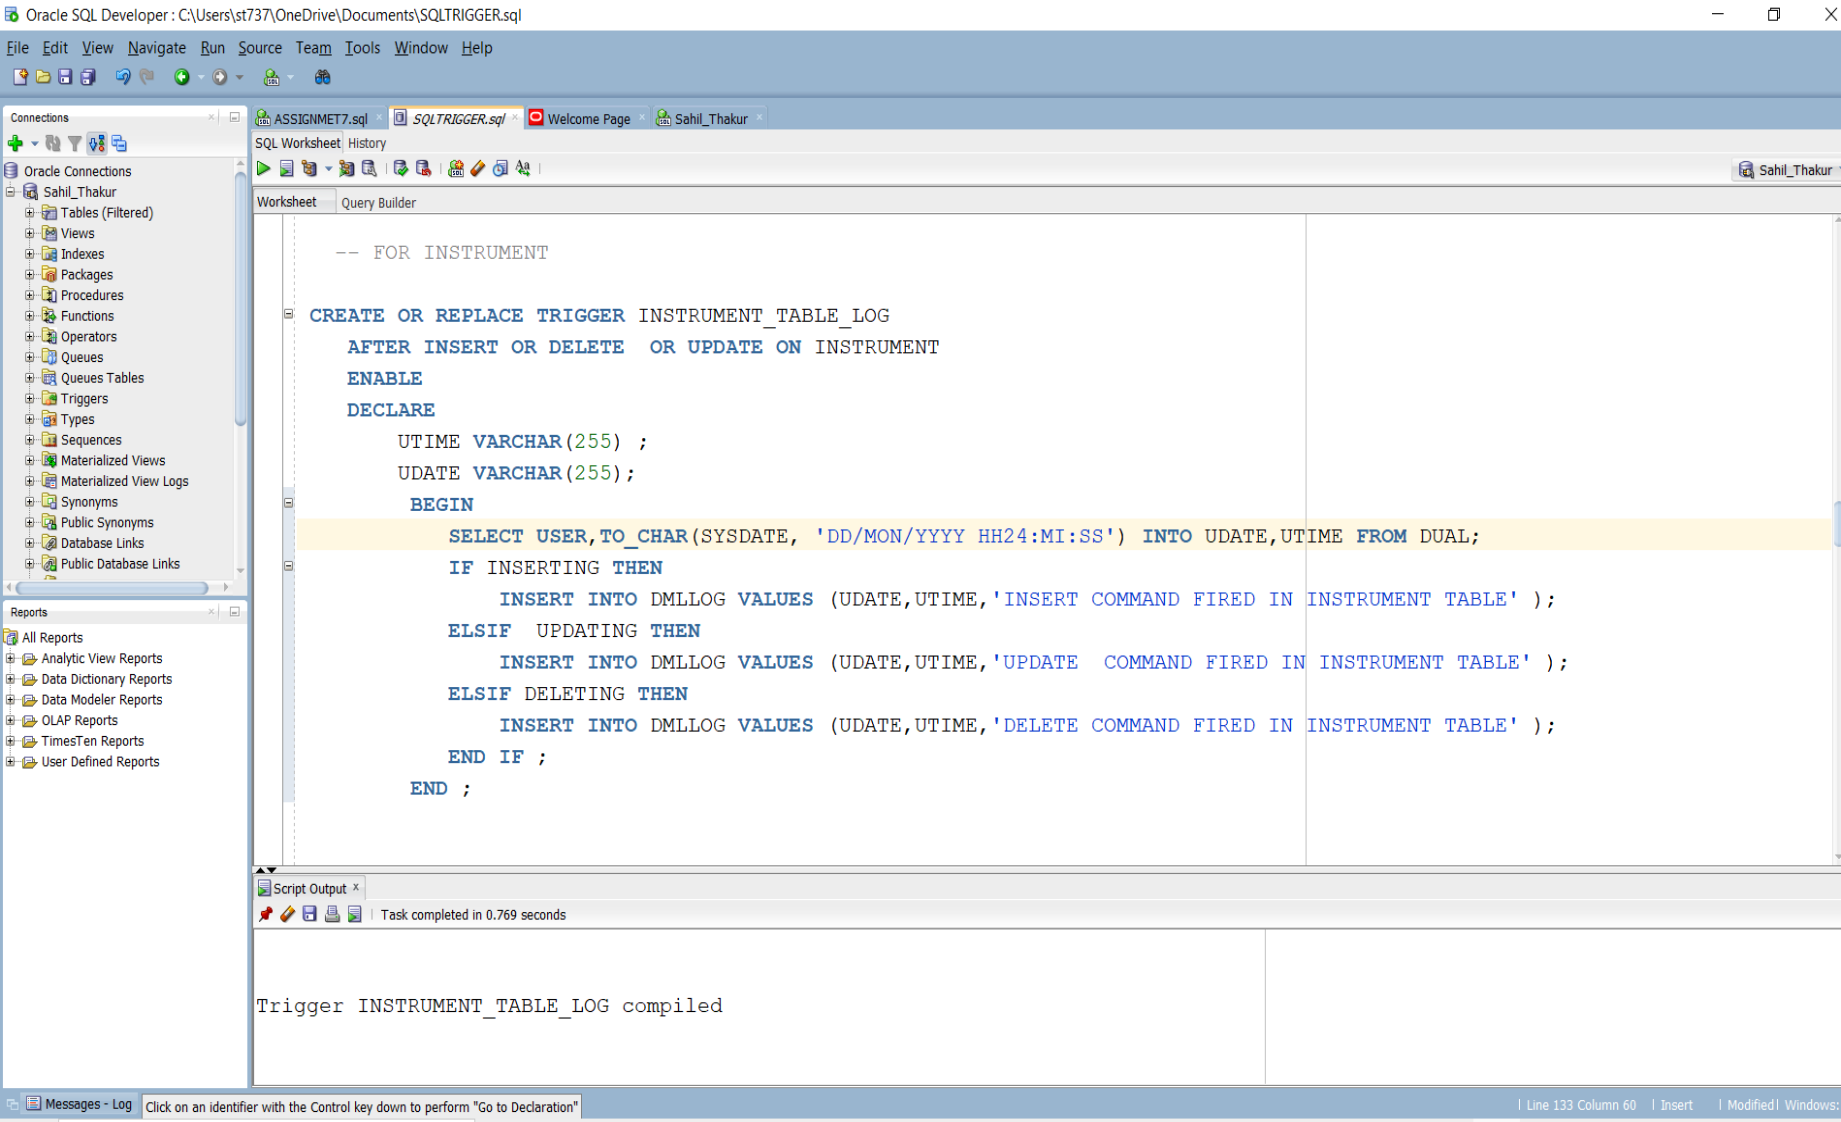 Oracle SQL Developer : C:\Users\st737\OneDrive\Documents\SQLTRIGGER.sql
File Edit View Navigate Run Source Team Tools Window Help
Connections
Oracle Connections
Sahil_Thakur
Tables (Filtered)
Views
Indexes
Packages
Procedures
Functions
Operators
Queues
Queues Tables
Triggers
Types
Sequences
Materialized Views
Materialized View Logs
Synonyms
Public Synonyms
Database Links
Public Database Links
Reports
All Reports
Analytic View Reports
Data Dictionary Reports
Data Modeler Reports
OLAP Reports
TimesTen Reports
User Defined Reports
ASSIGNMET7.sql SQLTRIGGER.sql Welcome Page Sahil_Thakur
SQL Worksheet History
Sahil_Thakur
Worksheet Query Builder
-- FOR INSTRUMENT
CREATE OR REPLACE TRIGGER INSTRUMENT_TABLE_LOG
AFTER INSERT OR DELETE  OR UPDATE ON INSTRUMENT
ENABLE
DECLARE
UTIME VARCHAR(255) ;
UDATE VARCHAR(255);
BEGIN
SELECT USER,TO_CHAR(SYSDATE, 'DD/MON/YYYY HH24:MI:SS') INTO UDATE,UTIME FROM DUAL;
IF INSERTING THEN
INSERT INTO DMLLOG VALUES (UDATE,UTIME,'INSERT COMMAND FIRED IN INSTRUMENT TABLE' );
ELSIF  UPDATING THEN
INSERT INTO DMLLOG VALUES (UDATE,UTIME,'UPDATE  COMMAND FIRED IN INSTRUMENT TABLE' );
ELSIF DELETING THEN
INSERT INTO DMLLOG VALUES (UDATE,UTIME,'DELETE COMMAND FIRED IN INSTRUMENT TABLE' );
END IF ;
END ;
Script Output
Task completed in 0.769 seconds
Trigger INSTRUMENT_TABLE_LOG compiled
Messages - Log
Click on an identifier with the Control key down to perform "Go to Declaration"
Line 133 Column 60 | Insert | Modified | Windows: